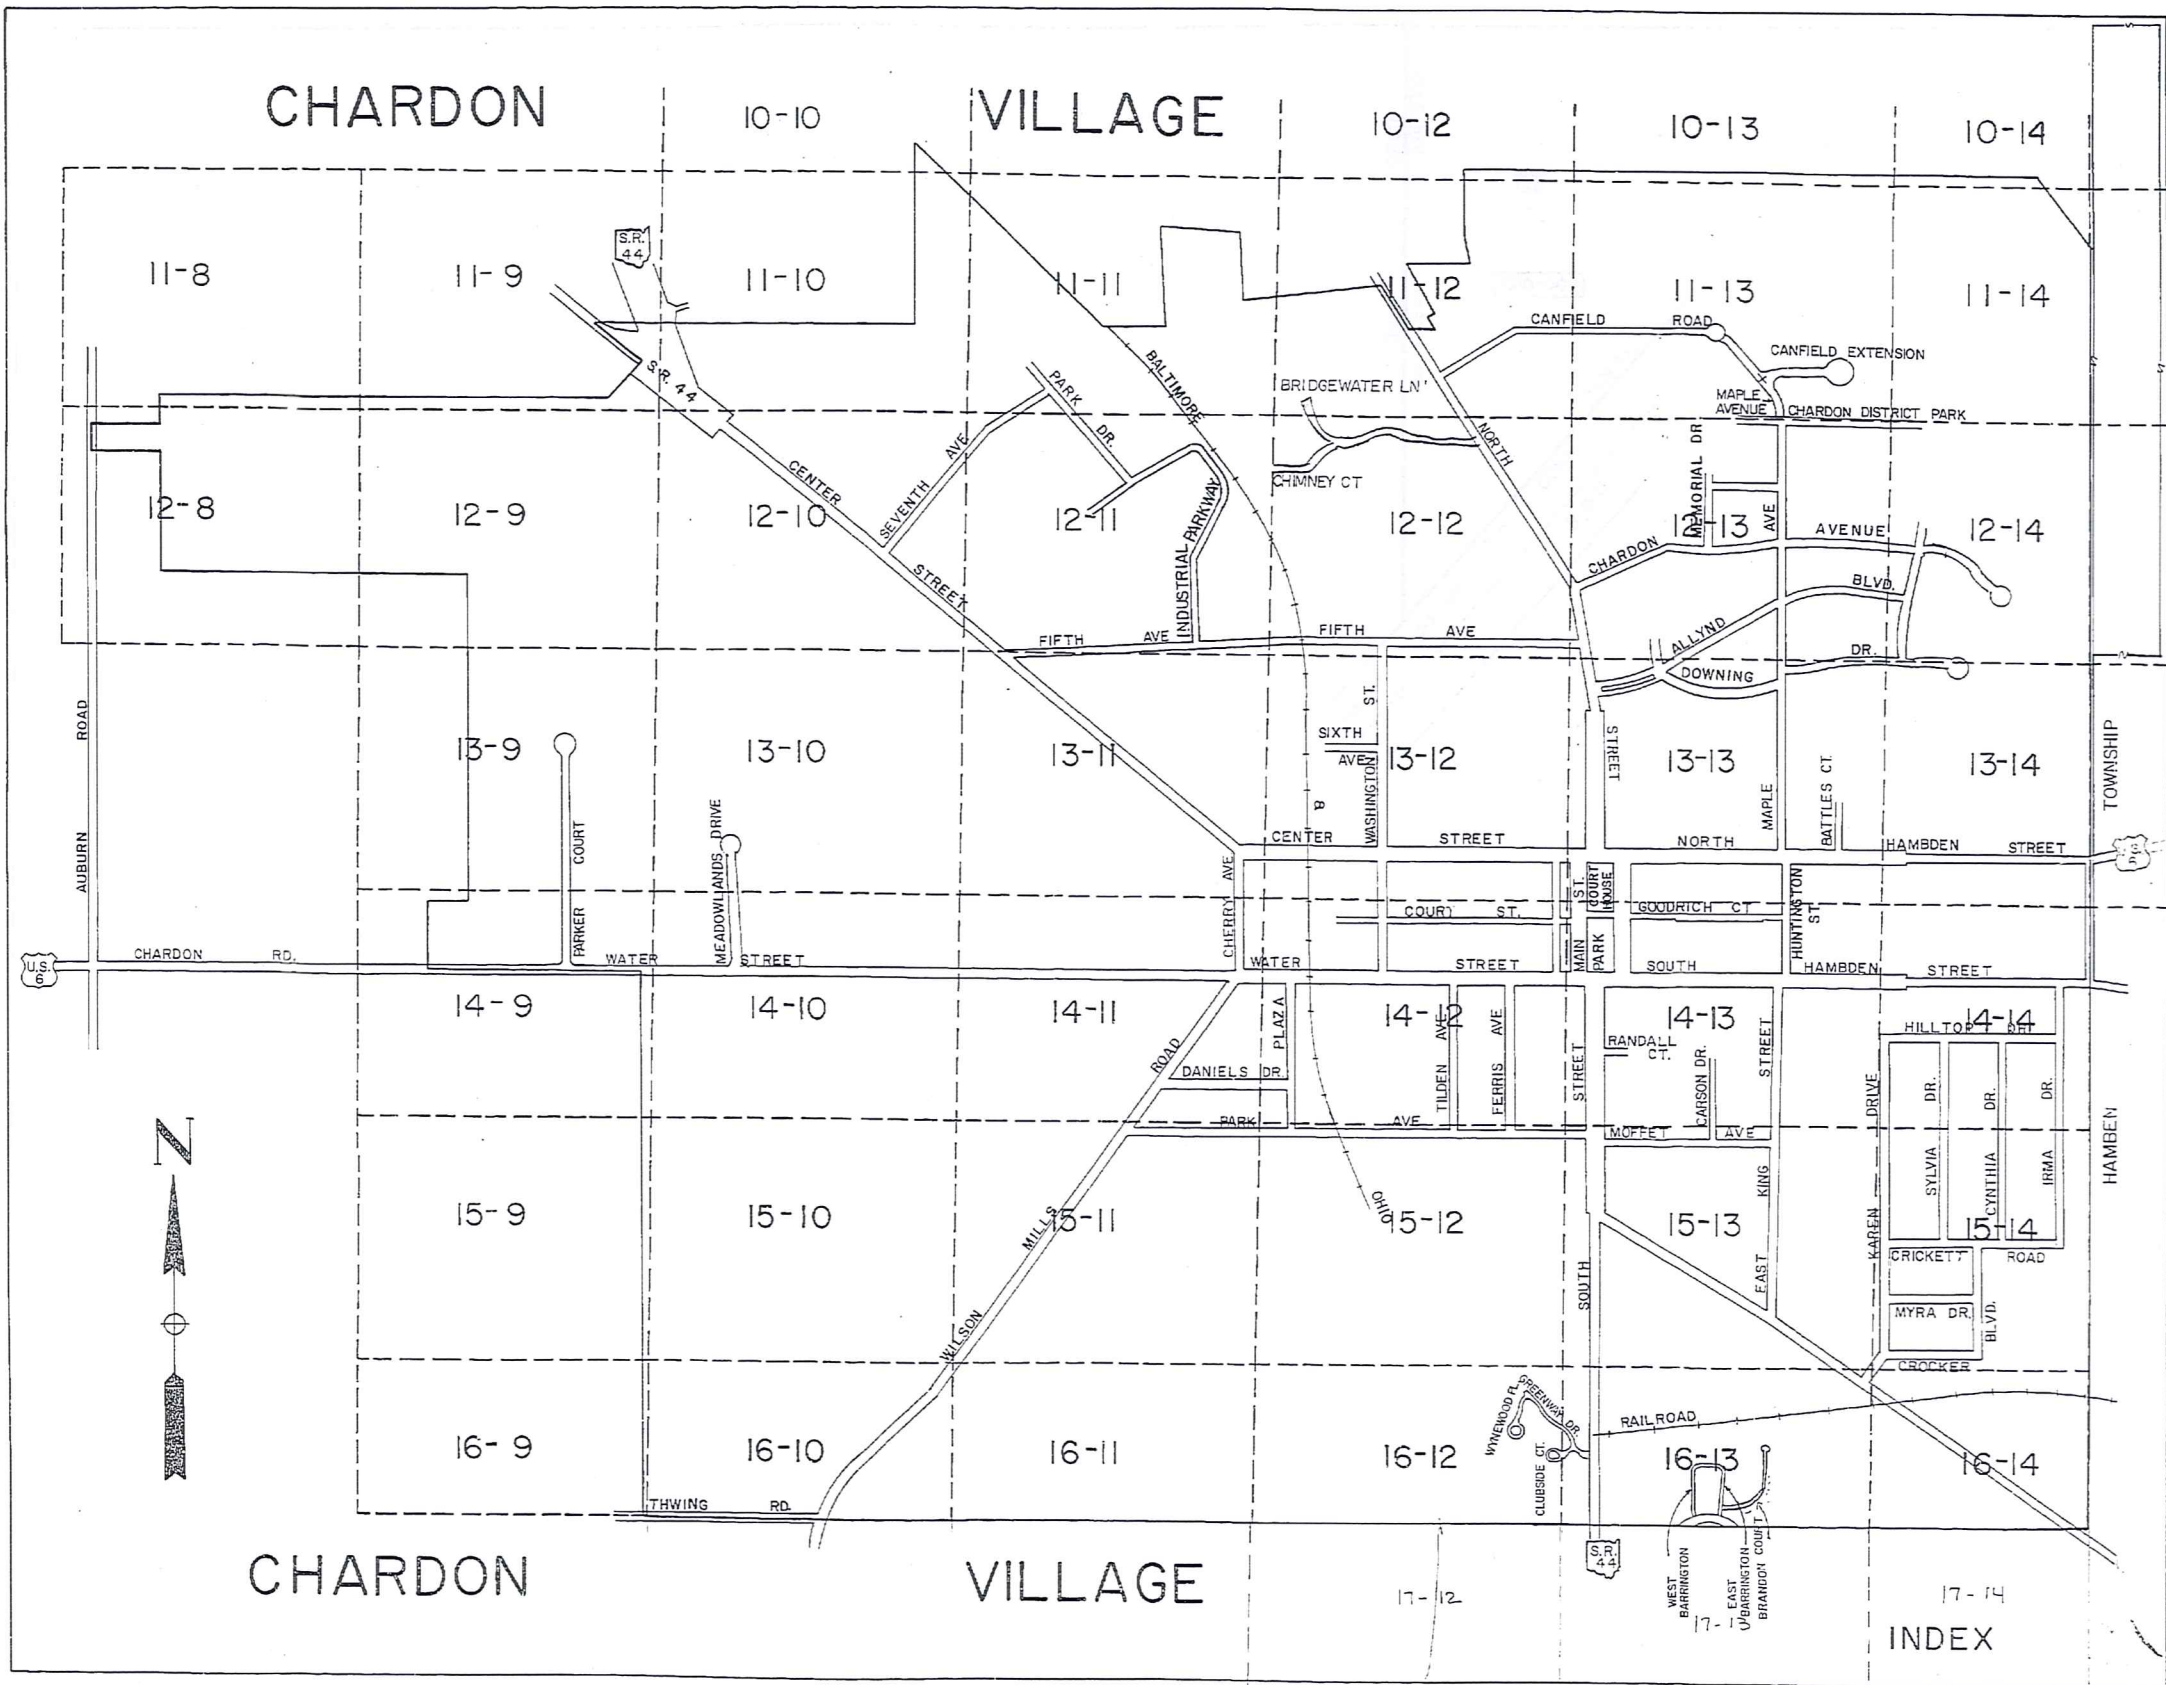 CHARDON VILLAGE
10-10
10-12
10-13
10-14
11-8
11-9
S.R. 44
11-10
11-11
11-12
11-13
11-14
CANFIELD ROAD
CANFIELD EXTENSION
BRIDGEWATER LN'
MAPLE AVENUE
CHARDON DISTRICT PARK
S.R. 44
PARK DR.
BALTIMORE
NORTH
MEMORIAL DR
CENTER
SEVENTH AVE
CHIMNEY CT
12-8
12-9
12-10
12-11
12-12
12-13
12-14
INDUSTRIAL PARKWAY
CHARDON
AVE
AVENUE
STREET
BLVD.
FIFTH AVE
FIFTH AVE
ALLYND
DR.
DOWNING
ROAD
ST.
SIXTH AVE
13-9
13-10
13-11
13-12
STREET
13-13
13-14
TOWNSHIP
AUBURN
COURT
PARKER
MEADOWLANDS DRIVE
WASHINGTON
&
MAPLE
BATTLES CT.
CENTER STREET
NORTH
HAMBDEN STREET
CHERRY AVE
ST.
COURT HOUSE
COURT ST.
GOODRICH CT
HUNTINGTON ST.
MAIN
PARK
U.S. 6
CHARDON RD.
WATER STREET
WATER STREET
SOUTH
HAMBDEN STREET
14-9
14-10
14-11
14-12
14-13
14-14
PLAZA
TILDEN AVE
FERRIS AVE
STREET
RANDALL CT.
CARSON DR.
STREET
HILLTOP DR
ROAD
DANIELS DR.
PARK AVE
MOFFET AVE
DRIVE
KAREN
SYLVIA DR.
CYNTHIA DR.
IRMA DR.
HAMBEN
N
15-9
15-10
15-11
15-12
15-13
15-14
MILLS
OHIO
KING
EAST
CRICKETT ROAD
SOUTH
MYRA DR.
BLVD.
WILSON
CROCKER
WYNEWOOD PL.
GREENWAY DR.
RAILROAD
16-9
16-10
16-11
16-12
CLUBSIDE CT.
16-13
16-14
THWING RD.
S.R. 44
CHARDON VILLAGE
17-12
WEST BARRINGTON
EAST BARRINGTON
BRANDON COURT
17-13
17-14
INDEX